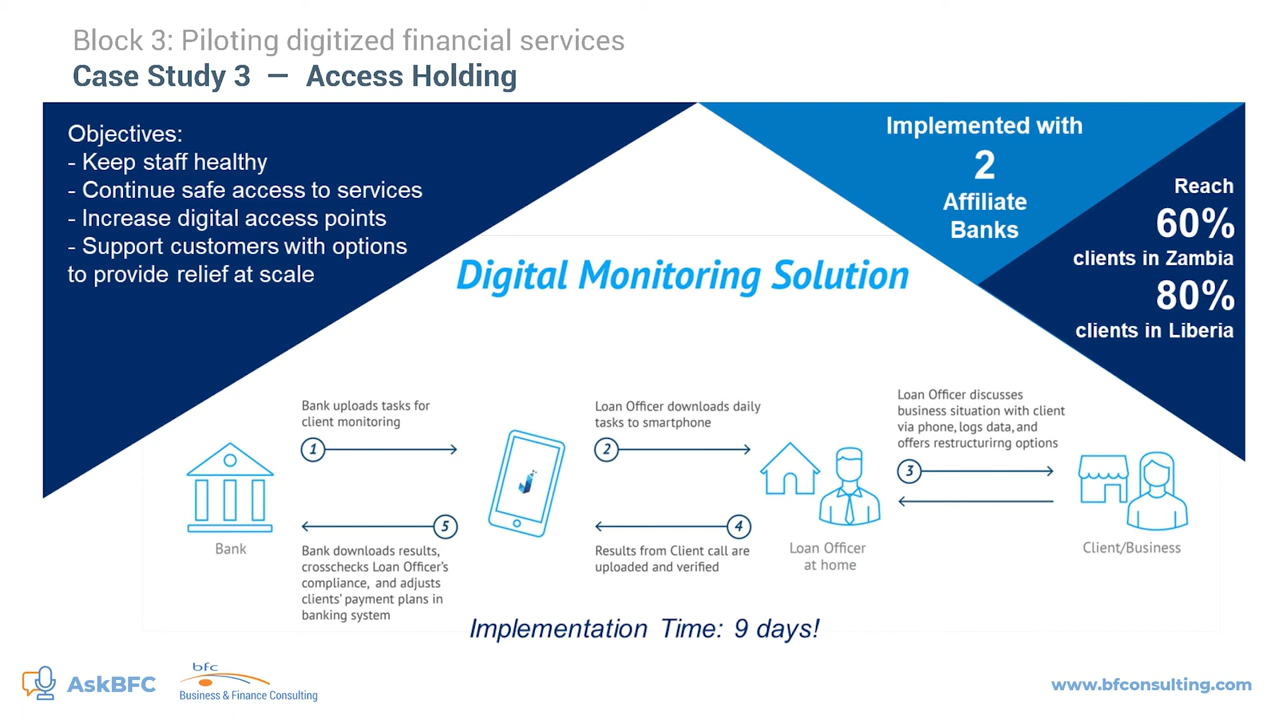 Block 3: Piloting digitized financial services
Case Study 3 — Access Holding
Objectives:
- Keep staff healthy
- Continue safe access to services
- Increase digital access points
- Support customers with options
to provide relief at scale
Implemented with
2
Affiliate
Banks
Reach
60%
clients in Zambia
80%
clients in Liberia
Digital Monitoring Solution
Bank uploads tasks for
client monitoring
1
Loan Officer downloads daily
tasks to smartphone
2
Loan Officer discusses
business situation with client
via phone, logs data, and
offers restructurirng options
3
5
Bank downloads results,
crosschecks Loan Officer's
compliance, and adjusts
clients' payment plans in
banking system
4
Results from Client call are
uploaded and verified
Bank
Loan Officer
at home
Client/Business
Implementation Time: 9 days!
AskBFC
bfc
Business & Finance Consulting
www.bfconsulting.com